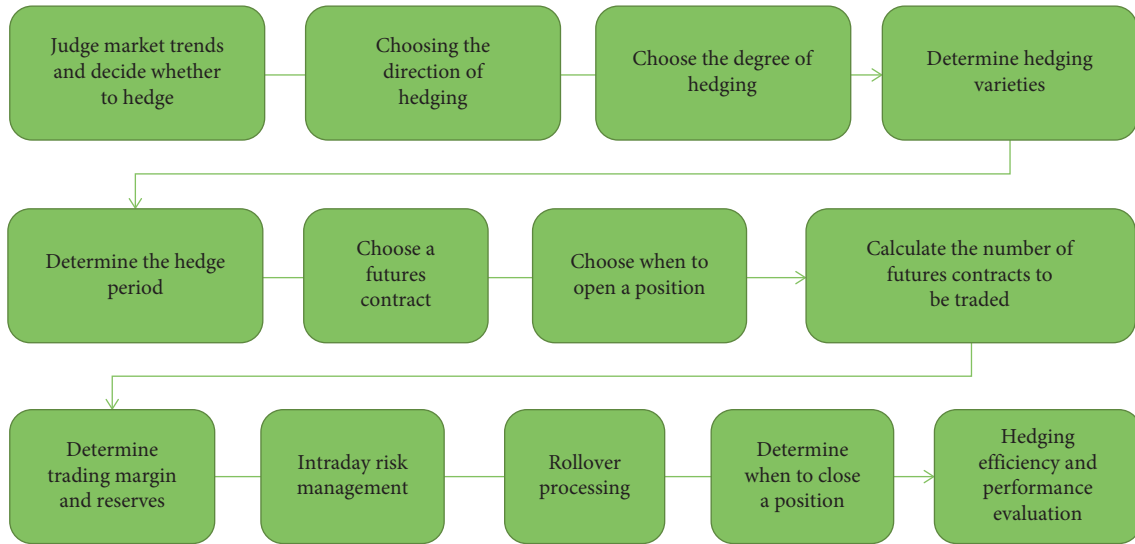 Judge market trends
and decide whether
to hedge
Choosing the
direction of
hedging
Choose the degree of
hedging
Determine hedging
varieties
Determine the hedge
period
Choose a
futures
contract
Choose when to
open a position
Calculate the number of
futures contracts to
be traded
Determine
trading margin
and reserves
Intraday risk
management
Rollover
processing
Determine
when to close
a position
Hedging
efficiency and
performance
evaluation